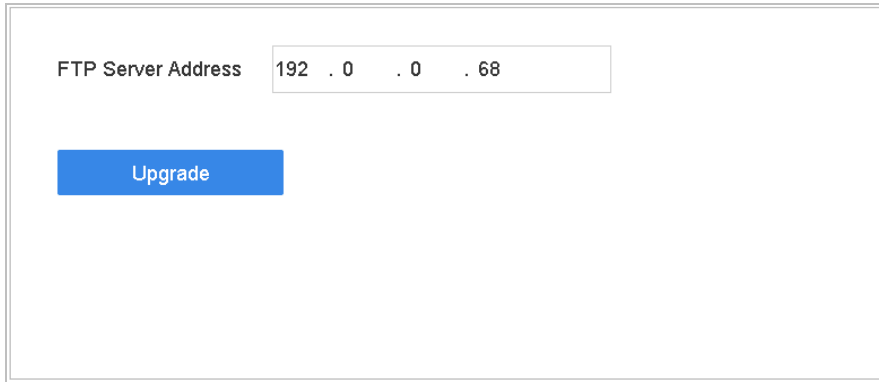 FTP Server Address 192 . 0 . 0 . 68
Upgrade